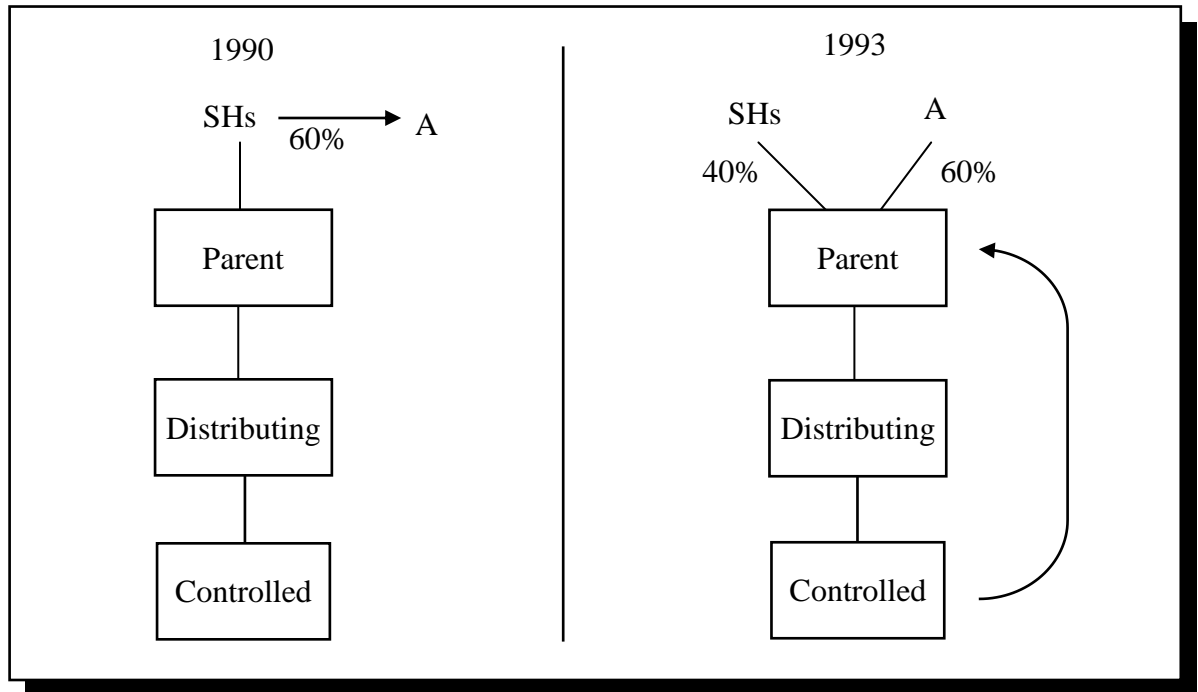 1990
SHs
60%
A
Parent
Distributing
Controlled
1993
SHs
A
40%
60%
Parent
Distributing
Controlled